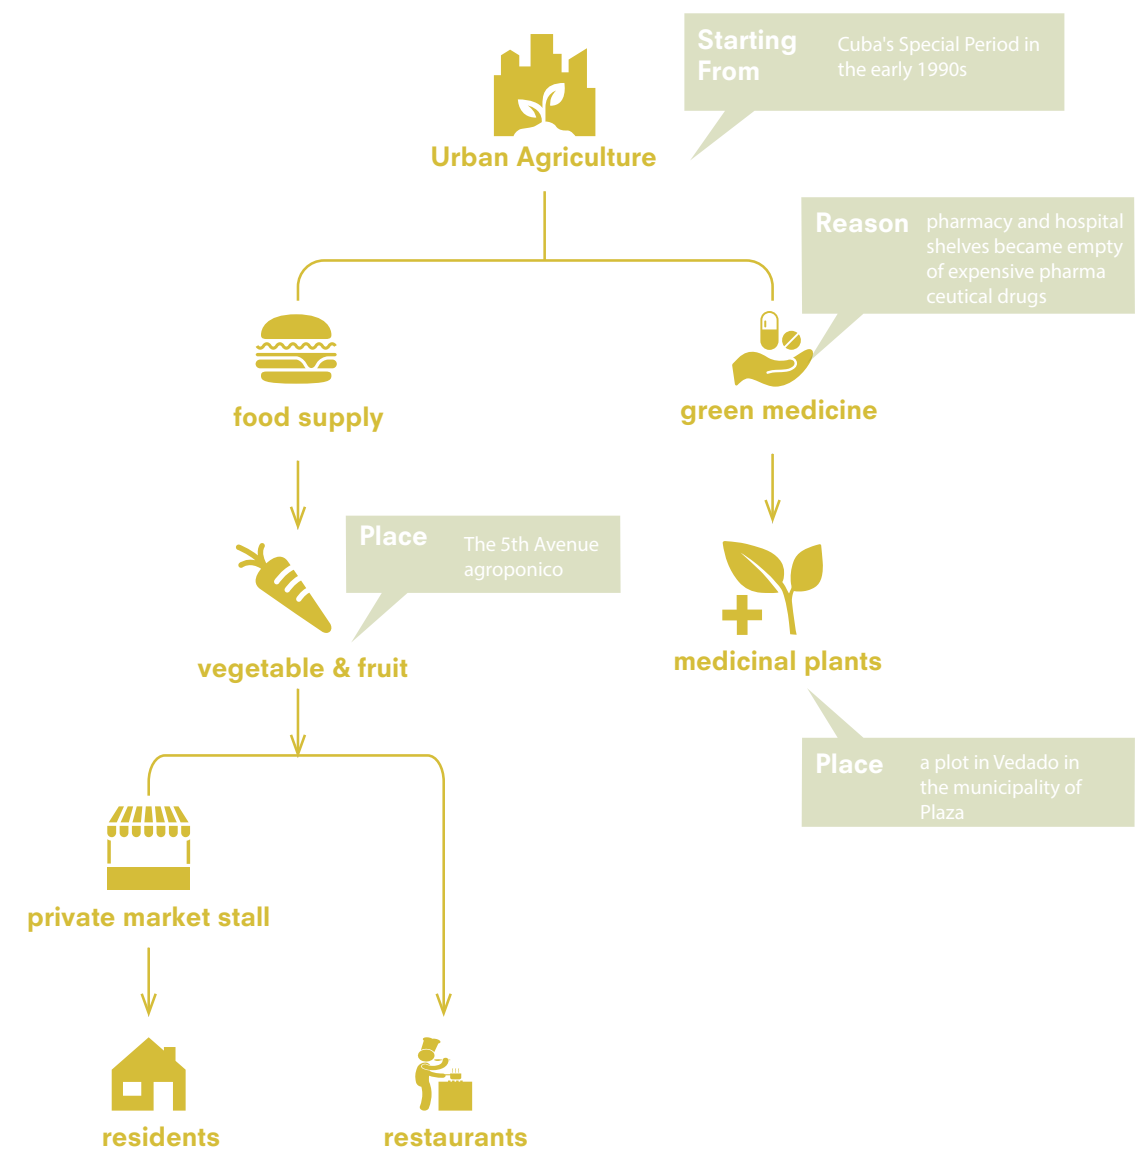 Starting
From
Cuba's Special Period in
the early 1990s
Urban Agriculture
Reason
pharmacy and hospital
shelves became empty
of expensive pharma
ceutical drugs
food supply
green medicine
Place
The 5th Avenue
agroponico
vegetable & fruit
medicinal plants
Place
a plot in Vedado in
the municipality of
Plaza
private market stall
residents
restaurants